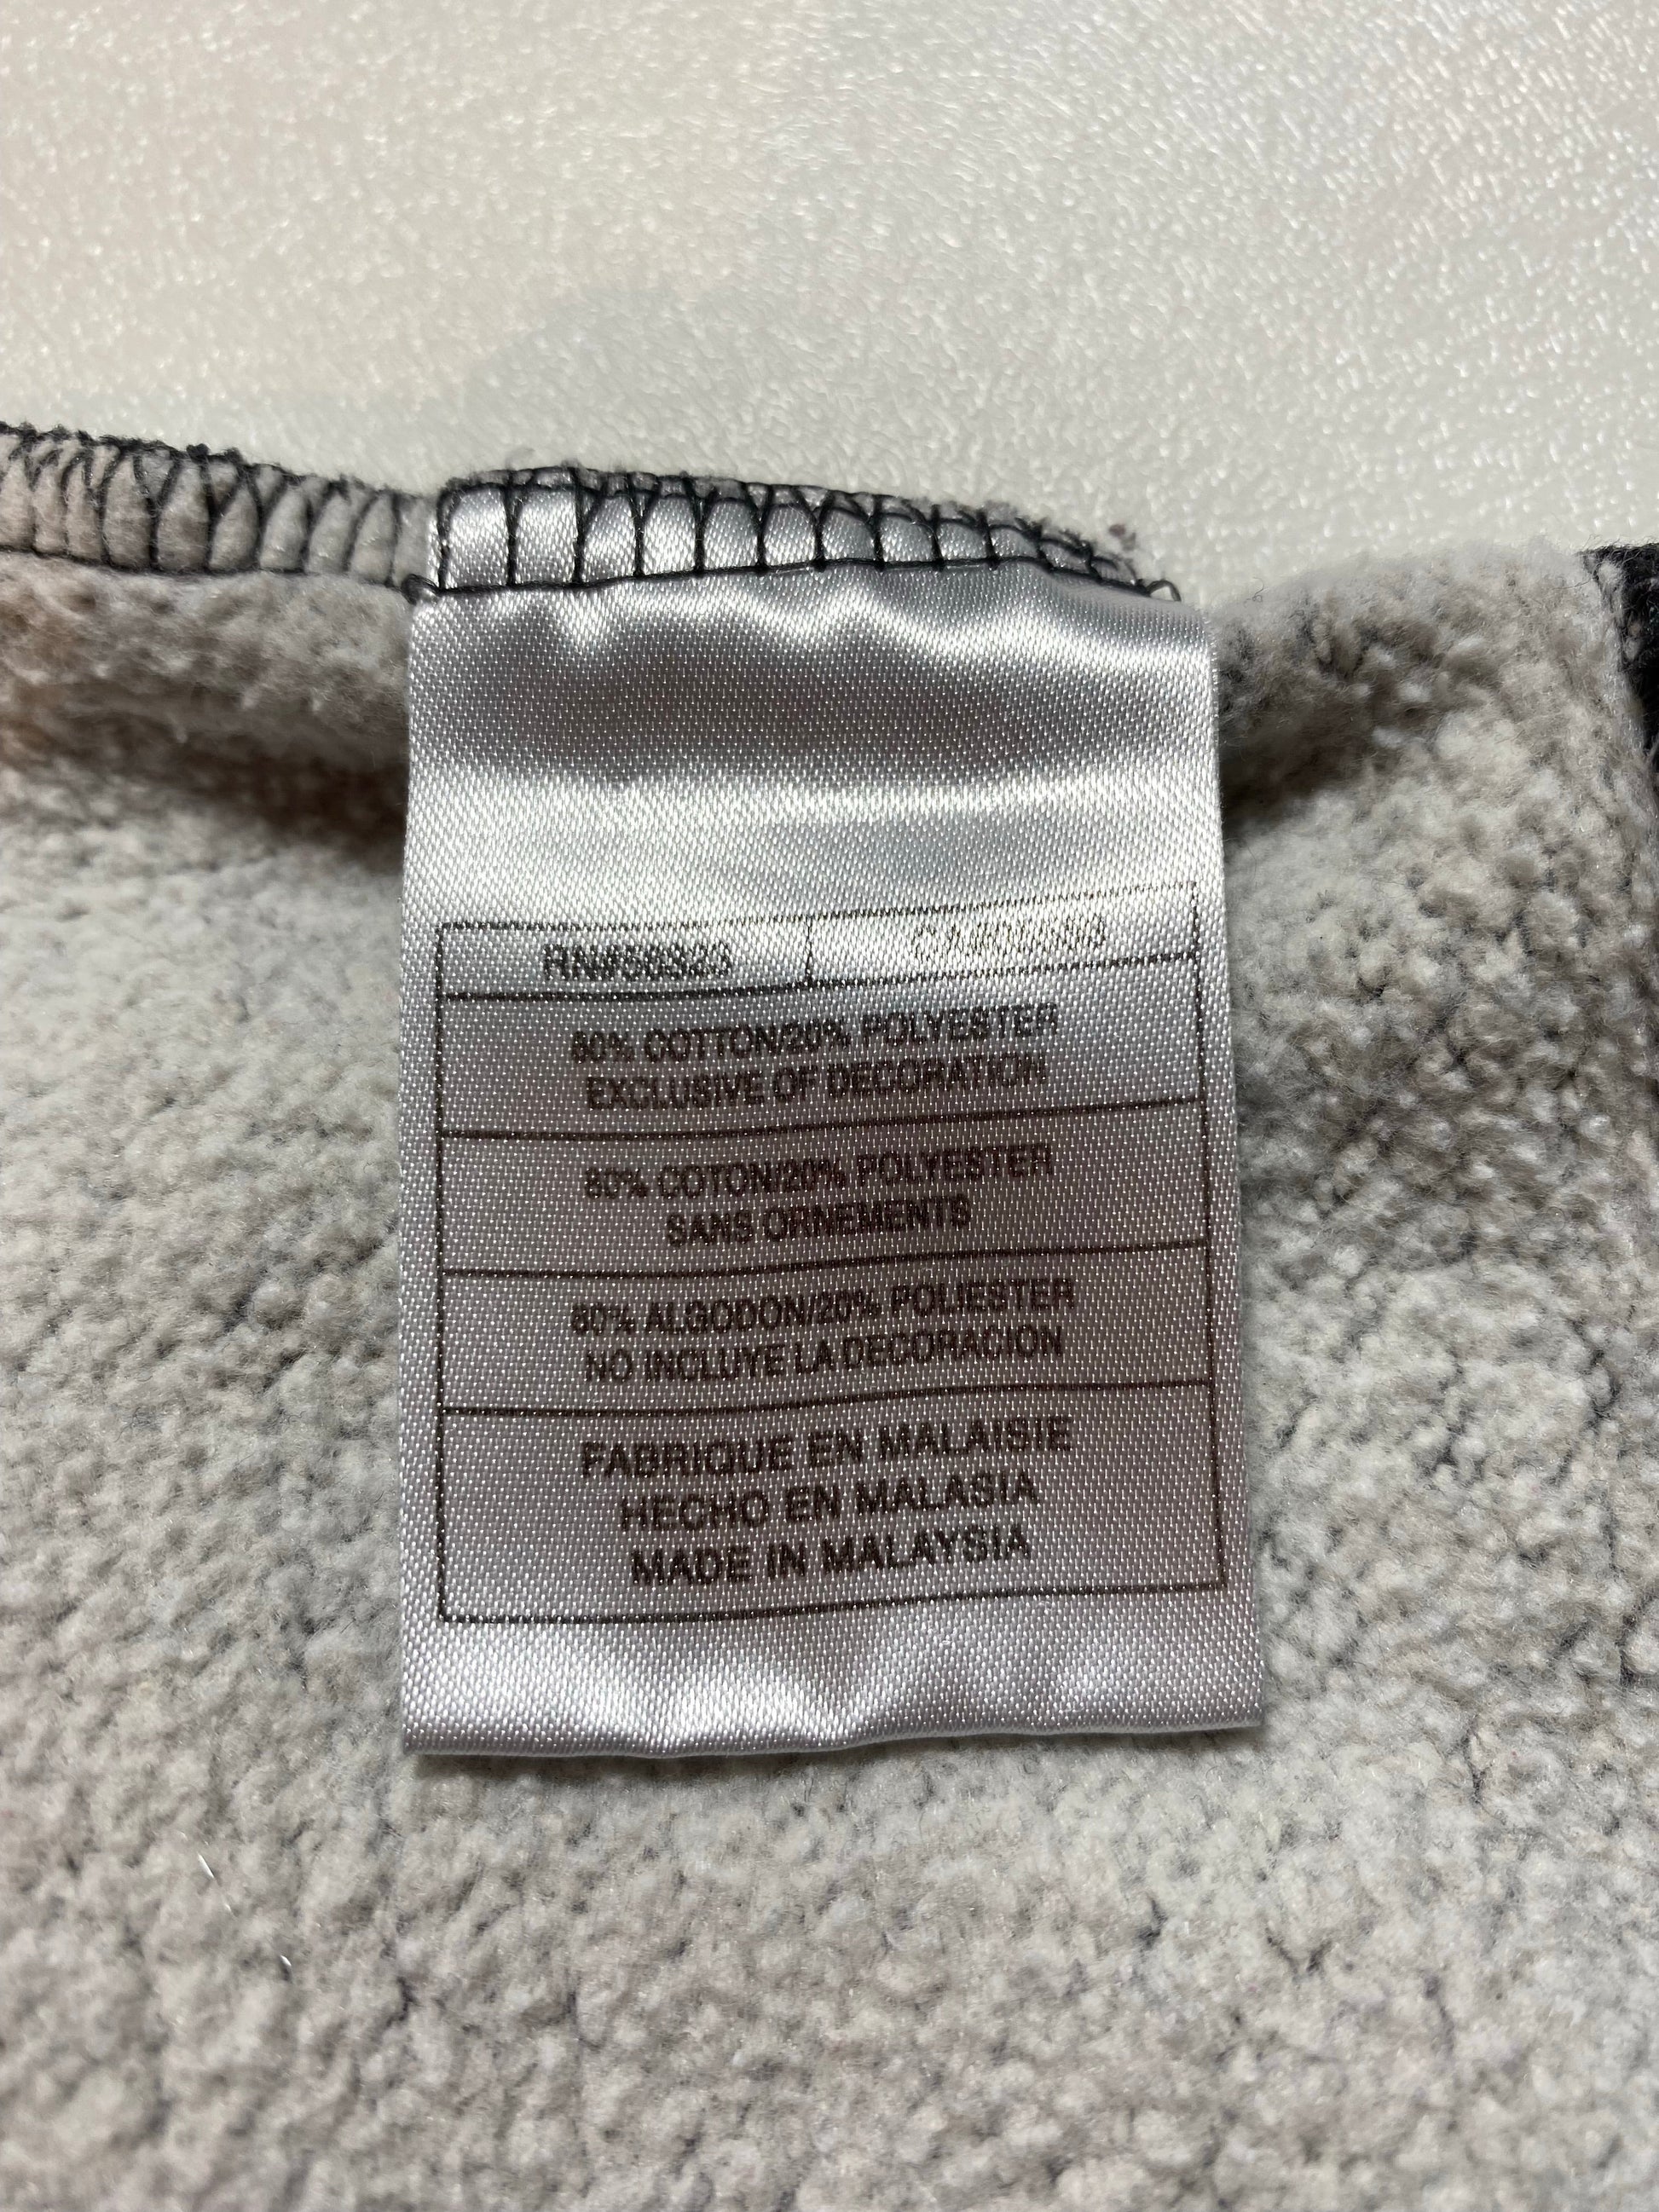 80% COTTON/20% POLYESTER
EXCLUSIVE OF DECORATION
80% COTON/20% POLYESTER
SANS ORNEMENTS
80% ALGODON/20% POLIESTER
NO INCLUYE LA DECORACION
FABRIQUE EN MALAISIE
HECHO EN MALASIA
MADE IN MALAYSIA